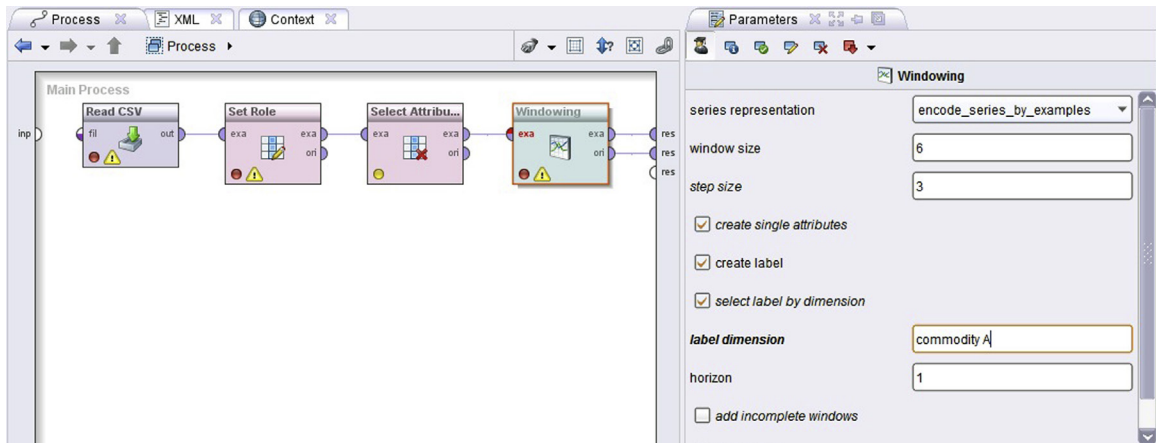 Process XML Context
Process
Main Process
Read CSV Set Role Select Attribu... Windowing
inp fil out exa exa exa exa exa exa res
ori ori ori res
res
Parameters
Windowing
series representation encode_series_by_examples
window size 6
step size 3
create single attributes
create label
select label by dimension
label dimension commodity A
horizon 1
add incomplete windows